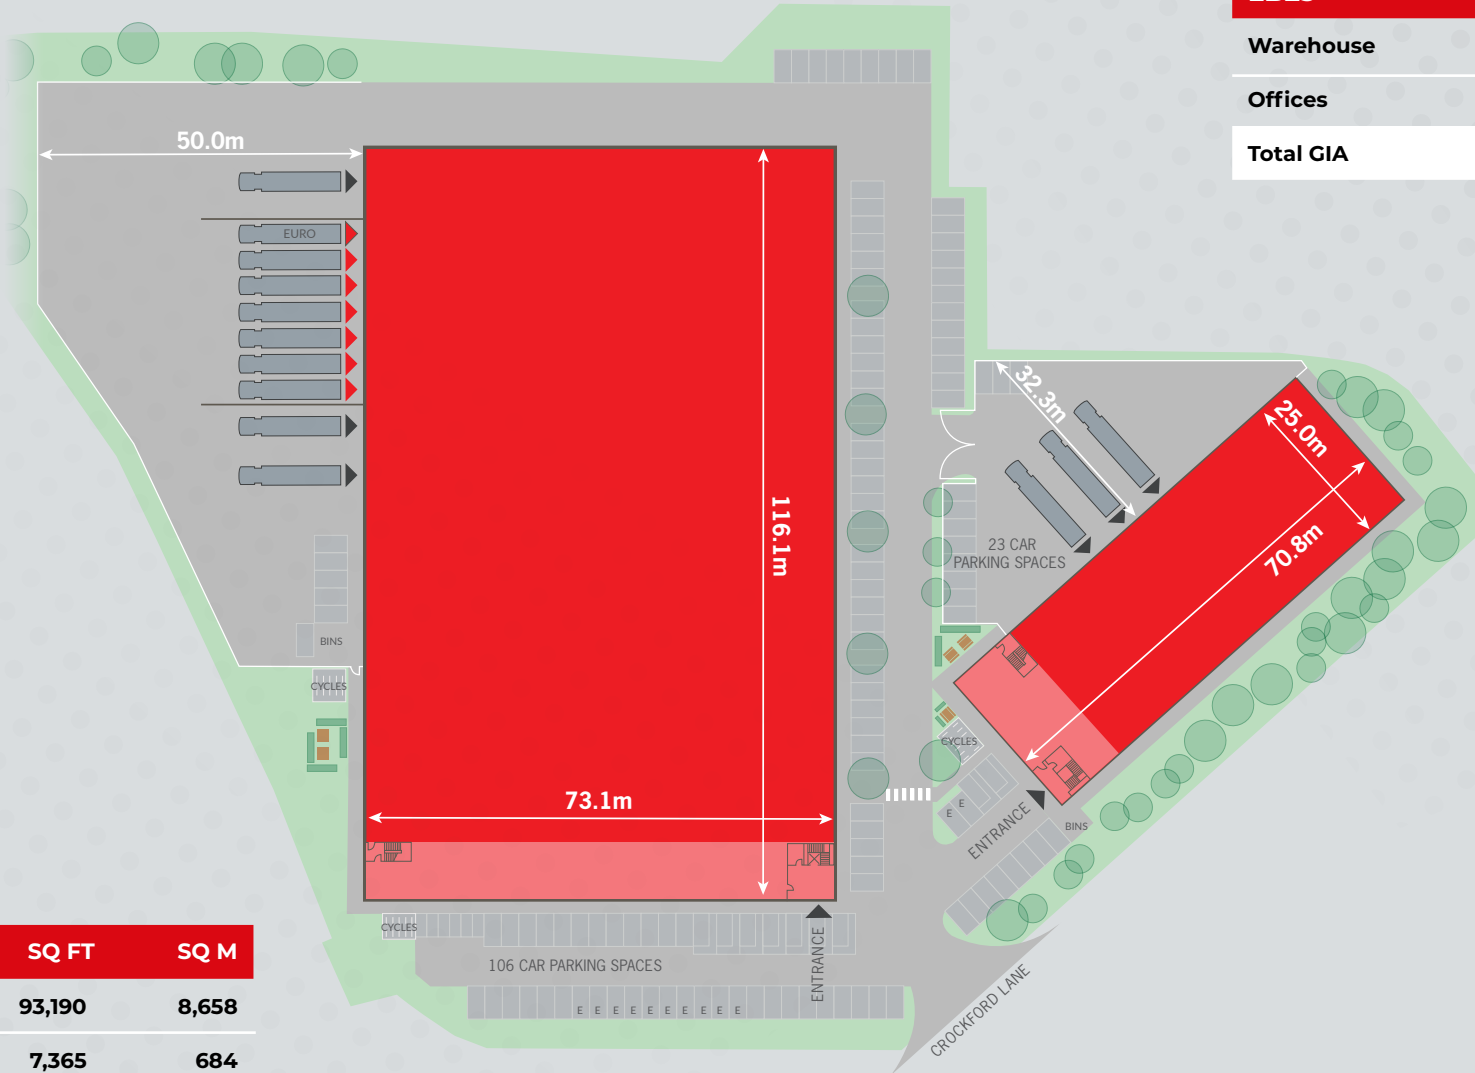 Warehouse
Offices
Total GIA
50.0m
EURO
32.3m
25.0m
116.1m
70.8m
23 CAR
PARKING SPACES
BINS
CYCLES
CYCLES
73.1m
E
E
ENTRANCE
BINS
CYCLES
ENTRANCE
106 CAR PARKING SPACES
E E E E E E E E E E
CROCKFORD LANE
SQ FT SQ M
93,190 8,658
7,365 684